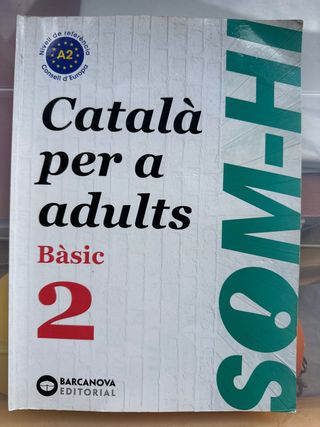 Nivell de referència
A2
Consell d'Europa
Català
per a
adults
Bàsic
2
SOM-HI
BARCANOVA
EDITORIAL